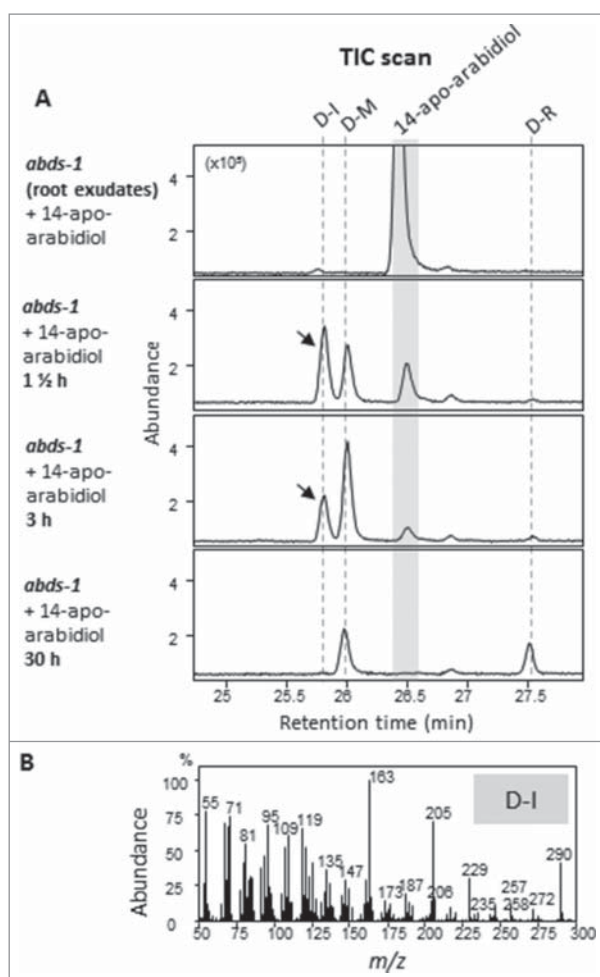 TIC scan
A
D-I
D-M
14-apo-arabidiol
D-R
abds-1
(root exudates)
+ 14-apo-
arabidiol
(x10⁵)
4
2
abds-1
+ 14-apo-
arabidiol
1 ½ h
4
2
abds-1
+ 14-apo-
arabidiol
3 h
4
2
abds-1
+ 14-apo-
arabidiol
30 h
4
2
Abundance
25 25.5 26 26.5 27 27.5
Retention time (min)
B
%
100
75
50
25
0
Abundance
55
71
81
95
109
119
135
147
163
173
187
205
206
229
235
257
258
272
290
D-I
50 75 100 125 150 175 200 225 250 275 300
m/z